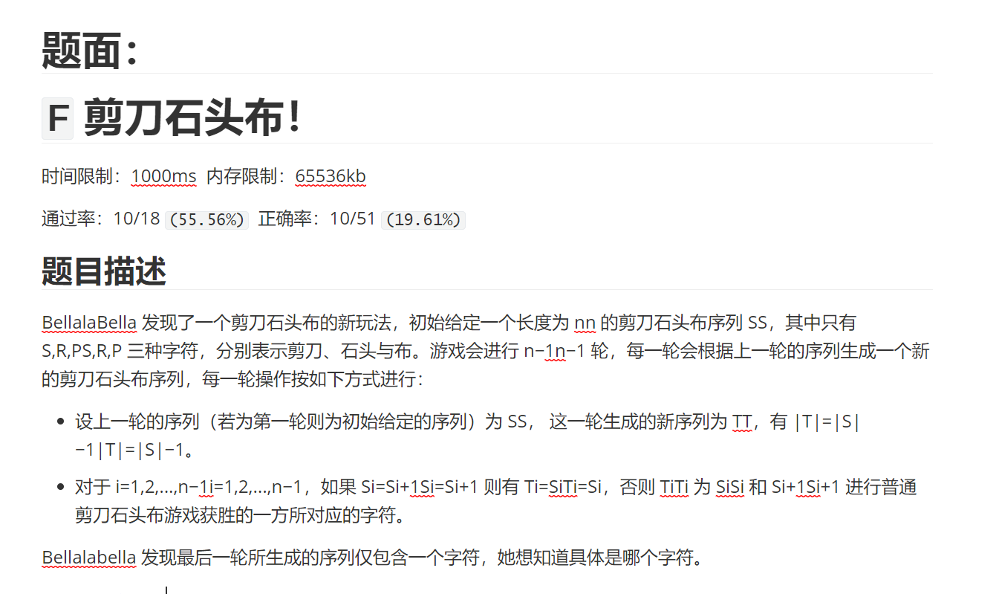 题面：
F 剪刀石头布！
时间限制：1000ms 内存限制：65536kb
通过率：10/18 (55.56%) 正确率：10/51 (19.61%)
题目描述
BellalaBella 发现了一个剪刀石头布的新玩法，初始给定一个长度为 nn 的剪刀石头布序列 SS，其中只有
S,R,PS,R,P 三种字符，分别表示剪刀、石头与布。游戏会进行 n−1n−1 轮，每一轮会根据上一轮的序列生成一个新
的剪刀石头布序列，每一轮操作按如下方式进行：
• 设上一轮的序列（若为第一轮则为初始给定的序列）为 SS， 这一轮生成的新序列为 TT，有 |T|=|S|
−1|T|=|S|−1。
• 对于 i=1,2,...,n−1i=1,2,...,n−1，如果 Si=Si+1Si=Si+1 则有 Ti=SiTi=Si，否则 TiTi 为 SiSi 和 Si+1Si+1 进行普通
剪刀石头布游戏获胜的一方所对应的字符。
Bellalabella 发现最后一轮所生成的序列仅包含一个字符，她想知道具体是哪个字符。